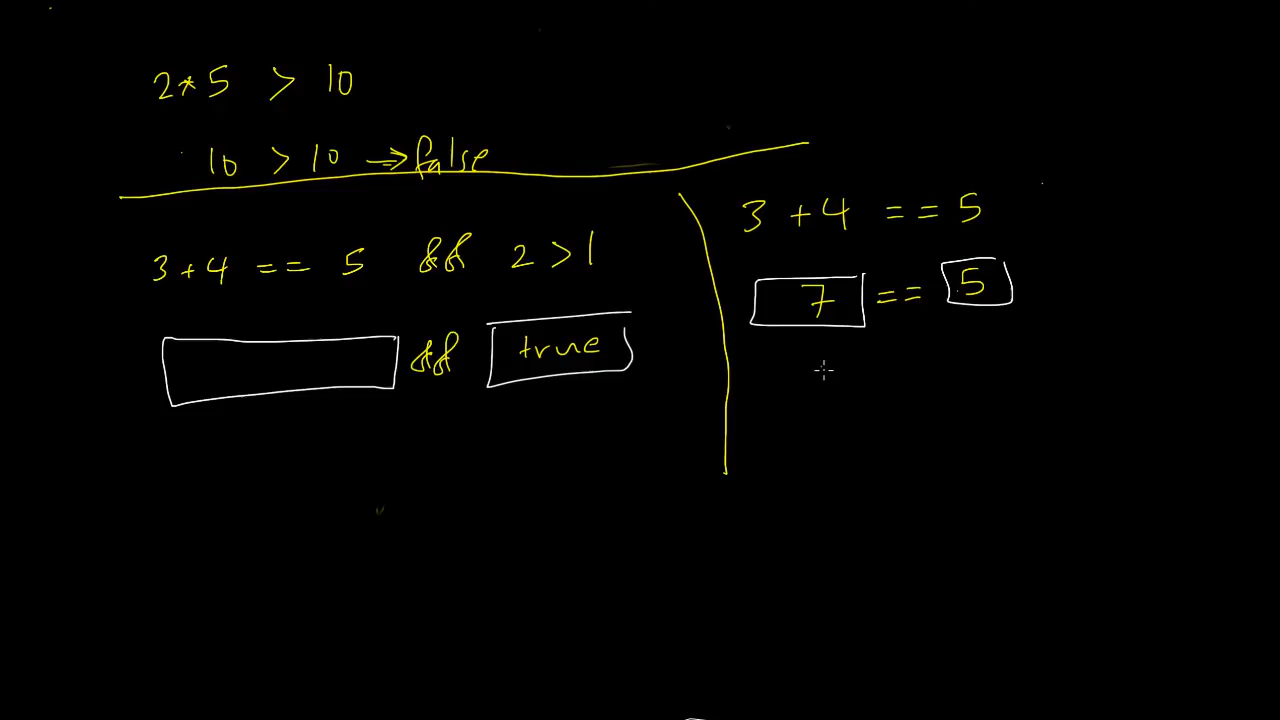 2*5 > 10
10 > 10 => false
3+4 == 5 && 2 > 1
&& true
3 + 4 == 5
7 == 5